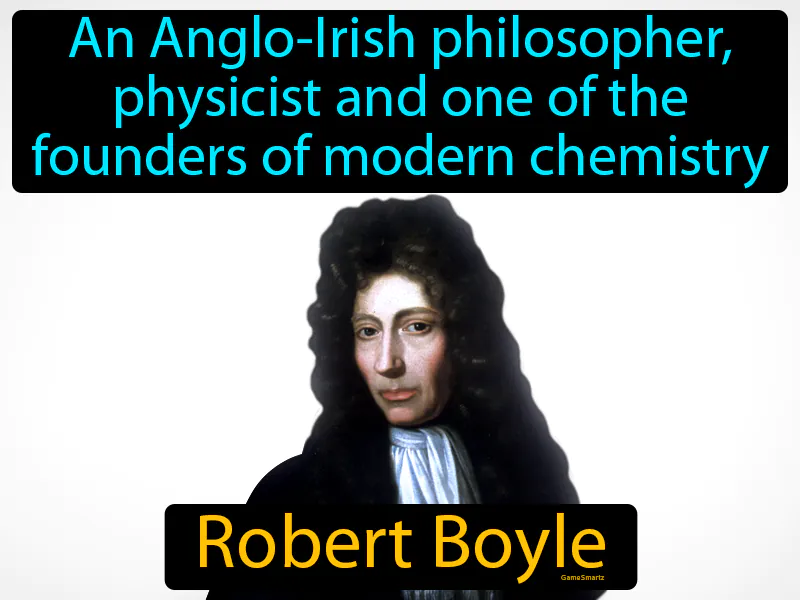 An Anglo-Irish philosopher,
physicist and one of the
founders of modern chemistry
Robert Boyle
GameSmartz